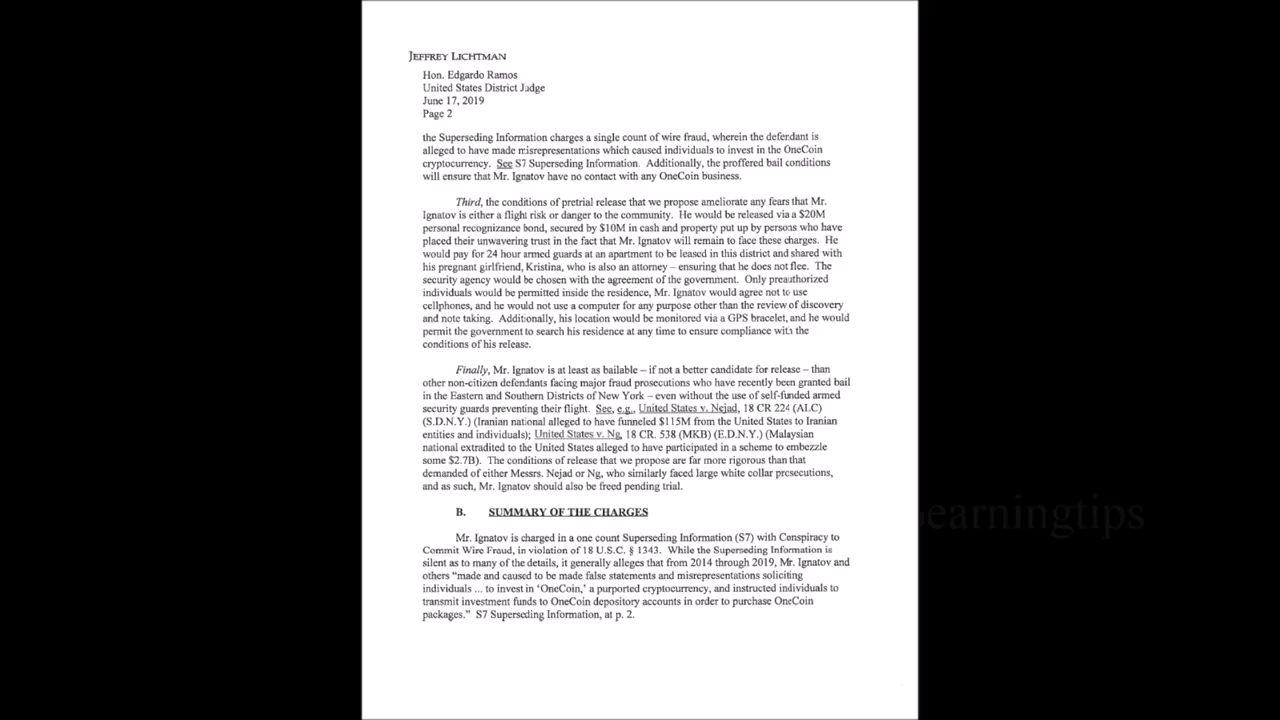 JEFFREY LICHTMAN
Hon. Edgardo Ramos
United States District Judge
June 17, 2019
Page 2
the Superseding Information charges a single count of wire fraud, wherein the defendant is
alleged to have made misrepresentations which caused individuals to invest in the OneCoin
cryptocurrency. See S7 Superseding Information. Additionally, the proffered bail conditions
will ensure that Mr. Ignatov have no contact with any OneCoin business.
Third, the conditions of pretrial release that we propose ameliorate any fears that Mr.
Ignatov is either a flight risk or danger to the community. He would be released via a $20M
personal recognizance bond, secured by $10M in cash and property put up by persons who have
placed their unwavering trust in the fact that Mr. Ignatov will remain to face these charges. He
would pay for 24 hour armed guards at an apartment to be leased in this district and shared with
his pregnant girlfriend, Kristina, who is also an attorney – ensuring that he does not flee. The
security agency would be chosen with the agreement of the government. Only preauthorized
individuals would be permitted inside the residence, Mr. Ignatov would agree not to use
cellphones, and he would not use a computer for any purpose other than the review of discovery
and note taking. Additionally, his location would be monitored via a GPS bracelet, and he would
permit the government to search his residence at any time to ensure compliance with the
conditions of his release.
Finally, Mr. Ignatov is at least as bailable – if not a better candidate for release – than
other non-citizen defendants facing major fraud prosecutions who have recently been granted bail
in the Eastern and Southern Districts of New York – even without the use of self-funded armed
security guards preventing their flight. See, e.g., United States v. Nejad, 18 CR 224 (ALC)
(S.D.N.Y.) (Iranian national alleged to have funneled $115M from the United States to Iranian
entities and individuals); United States v. Ng, 18 CR. 538 (MKB) (E.D.N.Y.) (Malaysian
national extradited to the United States alleged to have participated in a scheme to embezzle
some $2.7B). The conditions of release that we propose are far more rigorous than that
demanded of either Messrs. Nejad or Ng, who similarly faced large white collar prosecutions,
and as such, Mr. Ignatov should also be freed pending trial.
B. SUMMARY OF THE CHARGES
Mr. Ignatov is charged in a one count Superseding Information (S7) with Conspiracy to
Commit Wire Fraud, in violation of 18 U.S.C. § 1343. While the Superseding Information is
silent as to many of the details, it generally alleges that from 2014 through 2019, Mr. Ignatov and
others “made and caused to be made false statements and misrepresentations soliciting
individuals ... to invest in ‘OneCoin,’ a purported cryptocurrency, and instructed individuals to
transmit investment funds to OneCoin depository accounts in order to purchase OneCoin
packages.” S7 Superseding Information, at p. 2.